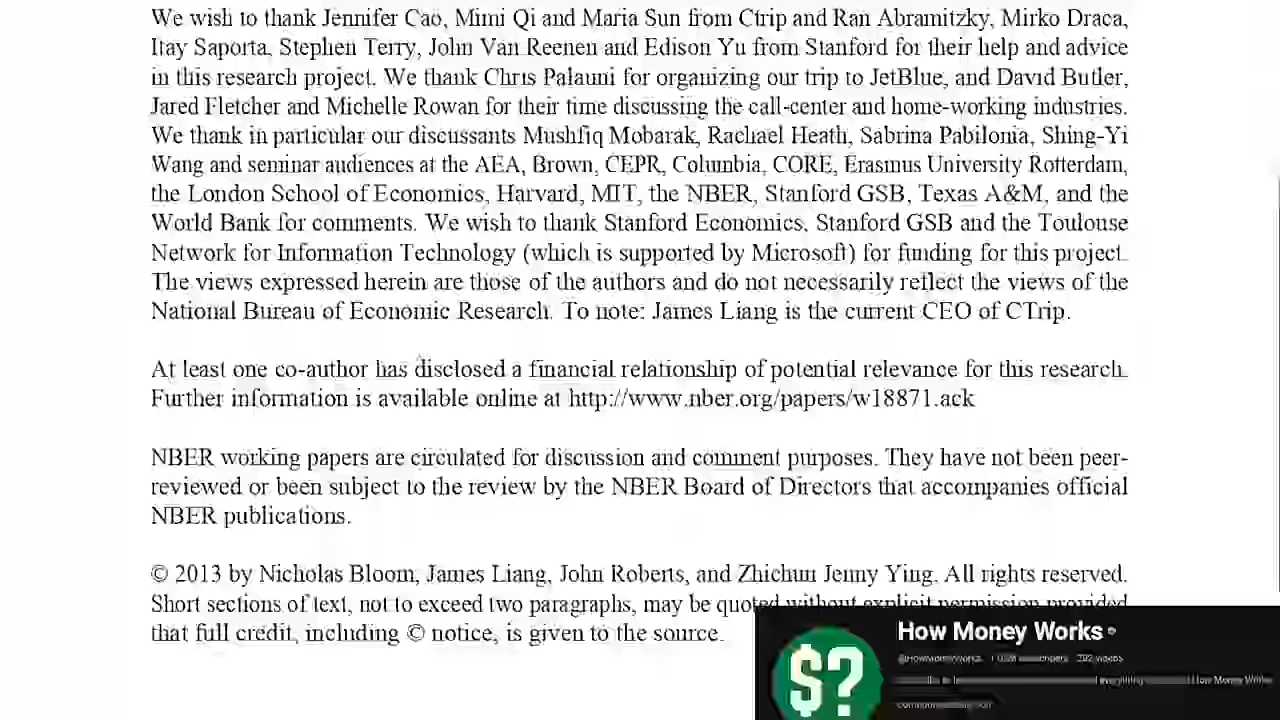 We wish to thank Jennifer Cao, Mimi Qi and Maria Sun from Ctrip and Ran Abramitzky, Mirko Draca,
Itay Saporta, Stephen Terry, John Van Reenen and Edison Yu from Stanford for their help and advice
in this research project. We thank Chris Palauni for organizing our trip to JetBlue, and David Butler,
Jared Fletcher and Michelle Rowan for their time discussing the call-center and home-working industries.
We thank in particular our discussants Mushfiq Mobarak, Rachael Heath, Sabrina Pabilonia, Shing-Yi
Wang and seminar audiences at the AEA, Brown, CEPR, Columbia, CORE, Erasmus University Rotterdam,
the London School of Economics, Harvard, MIT, the NBER, Stanford GSB, Texas A&M, and the
World Bank for comments. We wish to thank Stanford Economics, Stanford GSB and the Toulouse
Network for Information Technology (which is supported by Microsoft) for funding for this project.
The views expressed herein are those of the authors and do not necessarily reflect the views of the
National Bureau of Economic Research. To note: James Liang is the current CEO of CTrip.
At least one co-author has disclosed a financial relationship of potential relevance for this research.
Further information is available online at http://www.nber.org/papers/w18871.ack
NBER working papers are circulated for discussion and comment purposes. They have not been peer-
reviewed or been subject to the review by the NBER Board of Directors that accompanies official
NBER publications.
© 2013 by Nicholas Bloom, James Liang, John Roberts, and Zhichun Jenny Ying. All rights reserved.
Short sections of text, not to exceed two paragraphs, may be quoted without explicit permission provided
that full credit, including © notice, is given to the source.
$?
How Money Works
@HowMoneyWorks 292 videos
everything How Money Works